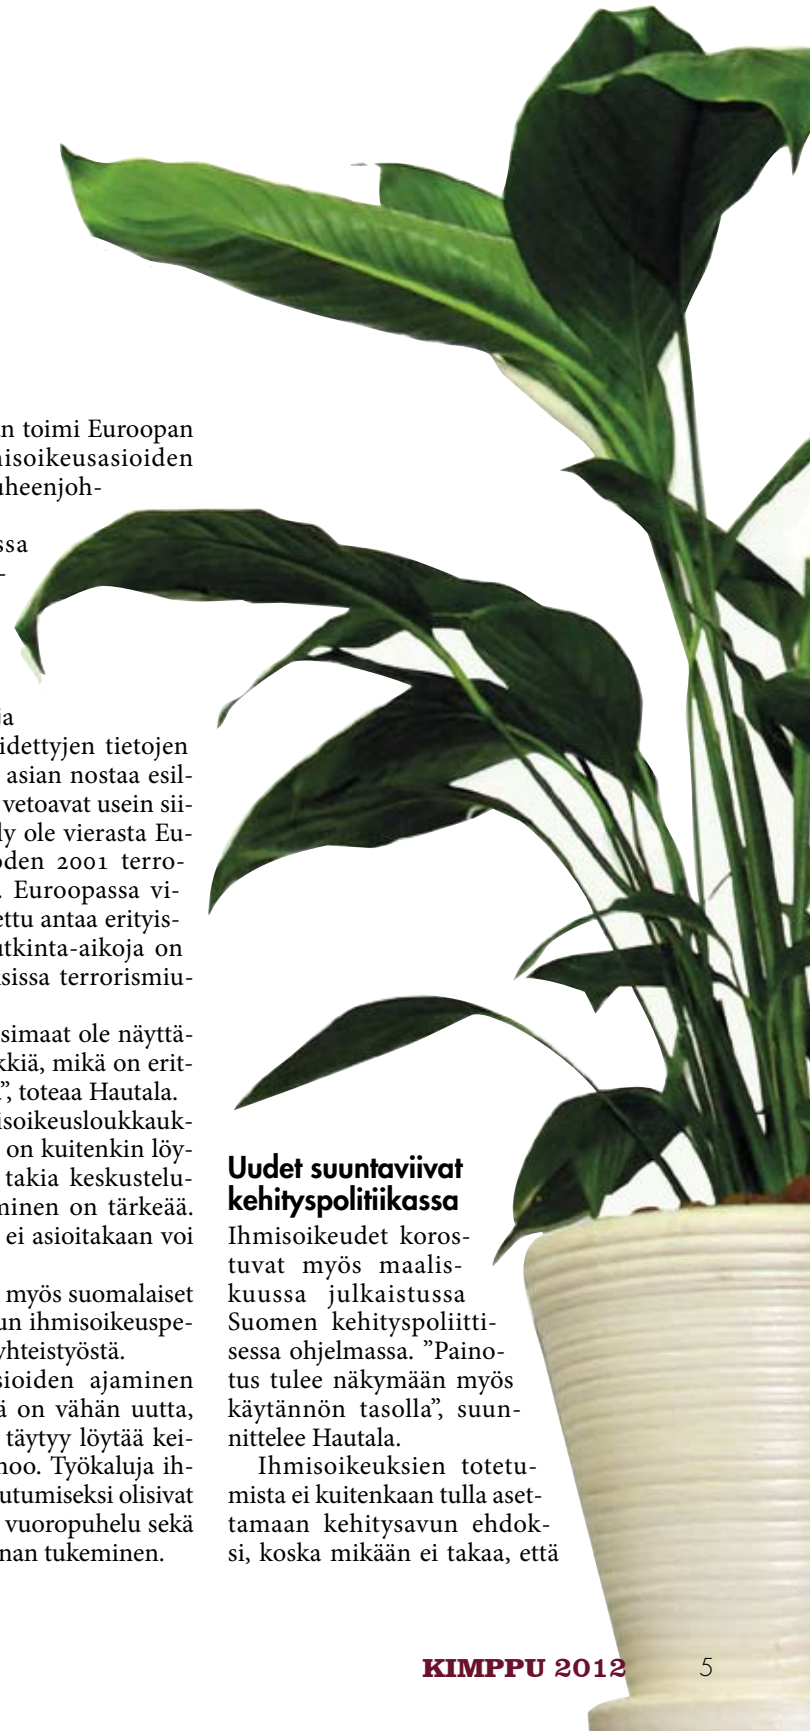 n toimi Euroopan
isoikeusasioiden
uheenjoh-
ssa
-
ja
idettyjen tietojen
asian nostaa esil-
vetoavat usein sii-
ly ole vierasta Eu-
oden 2001 terro-
. Euroopassa vi-
ettu antaa erityis-
utkinta-aikoja on
sissa terrorismiu-
simaat ole näyttä-
kkiä, mikä on erit-
”, toteaa Hautala.
isoikeusloukkauk-
on kuitenkin löy-
takia keskustelu-
minen on tärkeää.
ei asioitakaan voi
myös suomalaiset
un ihmisoikeuspe-
yhteistyöstä.
sioiden ajaminen
ä on vähän uutta,
täytyy löytää kei-
noo. Työkaluja ih-
utumiseksi olisivat
vuoropuhelu sekä
nan tukeminen.
Uudet suuntaviivat
kehityspolitiikassa
Ihmisoikeudet koros-
tuvat myös maalis-
kuussa julkaistussa
Suomen kehityspoliitti-
sessa ohjelmassa. ”Paino-
tus tulee näkymään myös
käytännön tasolla”, suun-
nittelee Hautala.
Ihmisoikeuksien totetu-
mista ei kuitenkaan tulla aset-
tamaan kehitysavun ehdok-
si, koska mikään ei takaa, että
KIMPPU 2012 5